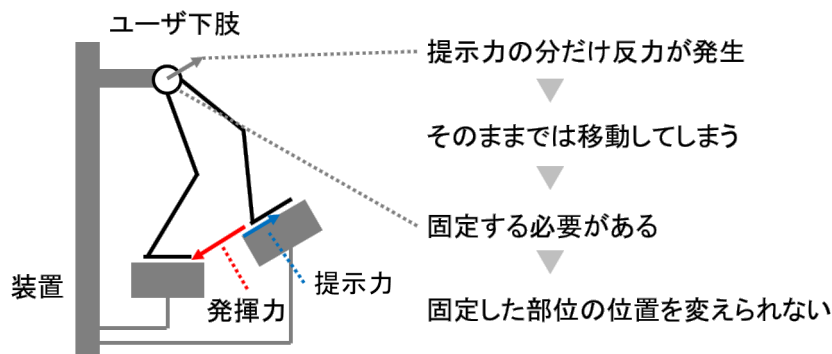 ユーザ下肢
提示力の分だけ反力が発生
そのままでは移動してしまう
固定する必要がある
固定した部位の位置を変えられない
装置
発揮力
提示力